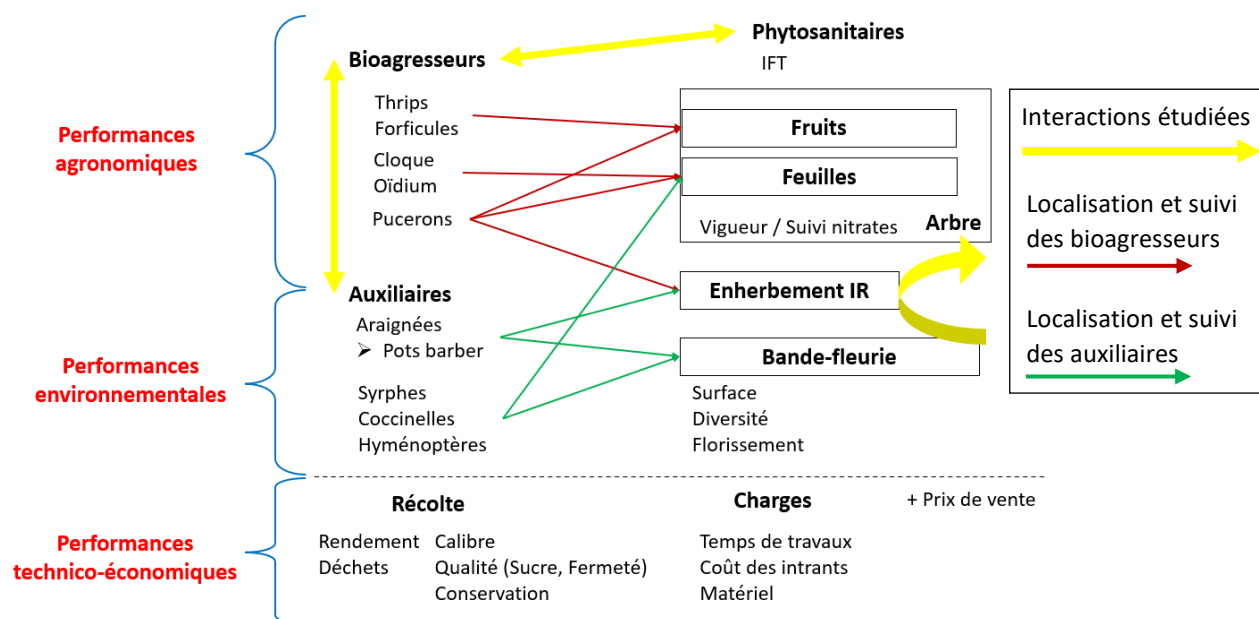 Phytosanitaires
IFT
Bioagresseurs
Thrips
Forficules
Cloque
Oïdium
Pucerons
Performances
agronomiques
Fruits
Feuilles
Vigueur / Suivi nitrates
Arbre
Interactions étudiées
Localisation et suivi
des bioagresseurs
Localisation et suivi
des auxiliaires
Auxiliaires
Araignées
➢ Pots barber
Syrphes
Coccinelles
Hyménoptères
Performances
environnementales
Enherbement IR
Bande-fleurie
Surface
Diversité
Florissement
Performances
technico-économiques
Récolte
Rendement
Déchets
Calibre
Qualité (Sucre, Fermeté)
Conservation
Charges
Temps de travaux
Coût des intrants
Matériel
+ Prix de vente